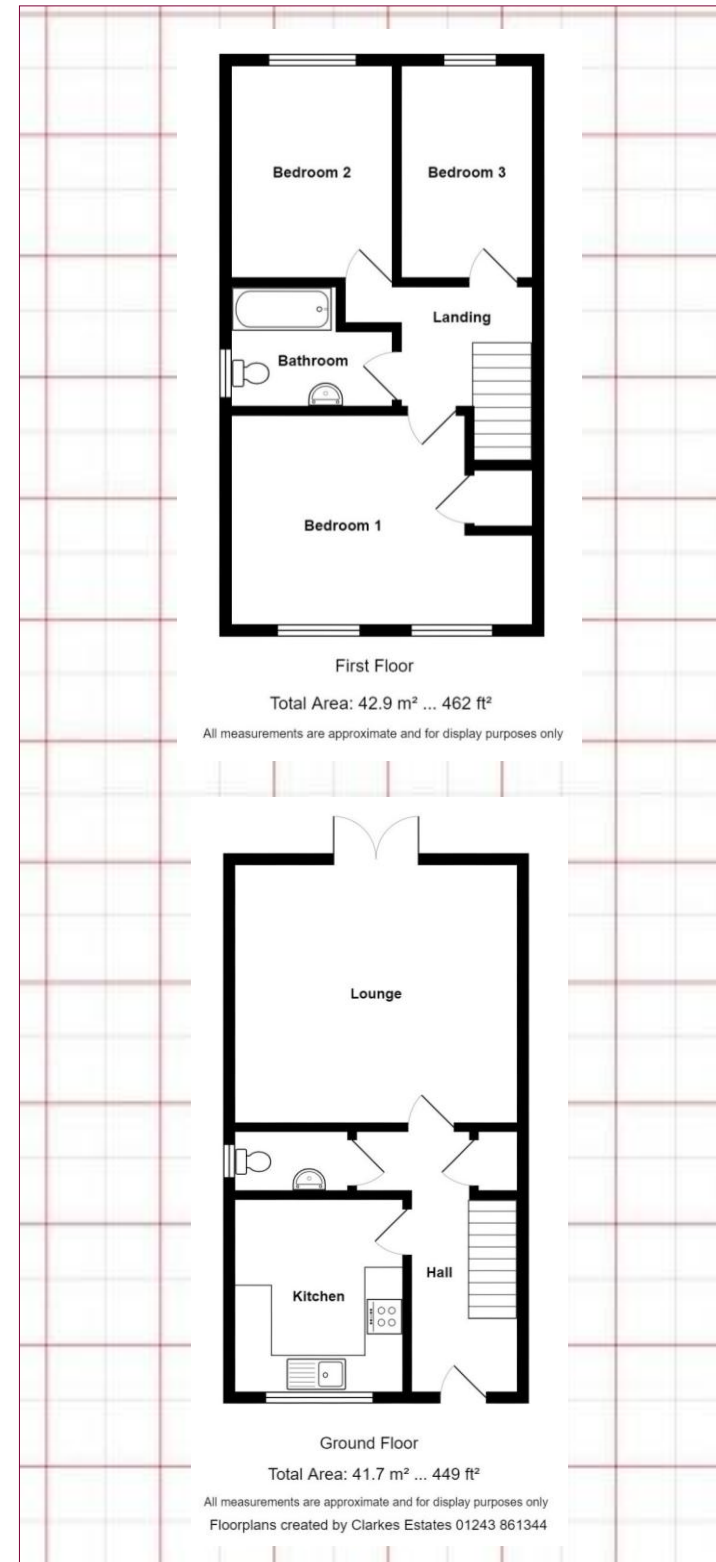 Bedroom 2
Bedroom 3
Landing
Bathroom
Bedroom 1
First Floor
Total Area: 42.9 m² ... 462 ft²
All measurements are approximate and for display purposes only
Lounge
Hall
Kitchen
Ground Floor
Total Area: 41.7 m² ... 449 ft²
All measurements are approximate and for display purposes only
Floorplans created by Clarkes Estates 01243 861344